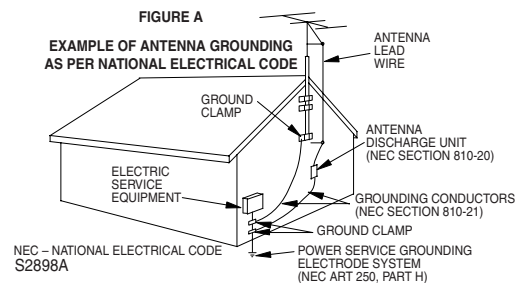 FIGURE A
EXAMPLE OF ANTENNA GROUNDING
AS PER NATIONAL ELECTRICAL CODE
ANTENNA
LEAD
WIRE
GROUND
CLAMP
ANTENNA
DISCHARGE UNIT
(NEC SECTION 810-20)
ELECTRIC
SERVICE
EQUIPMENT
GROUNDING CONDUCTORS
(NEC SECTION 810-21)
GROUND CLAMP
POWER SERVICE GROUNDING
ELECTRODE SYSTEM
(NEC ART 250, PART H)
NEC – NATIONAL ELECTRICAL CODE
S2898A